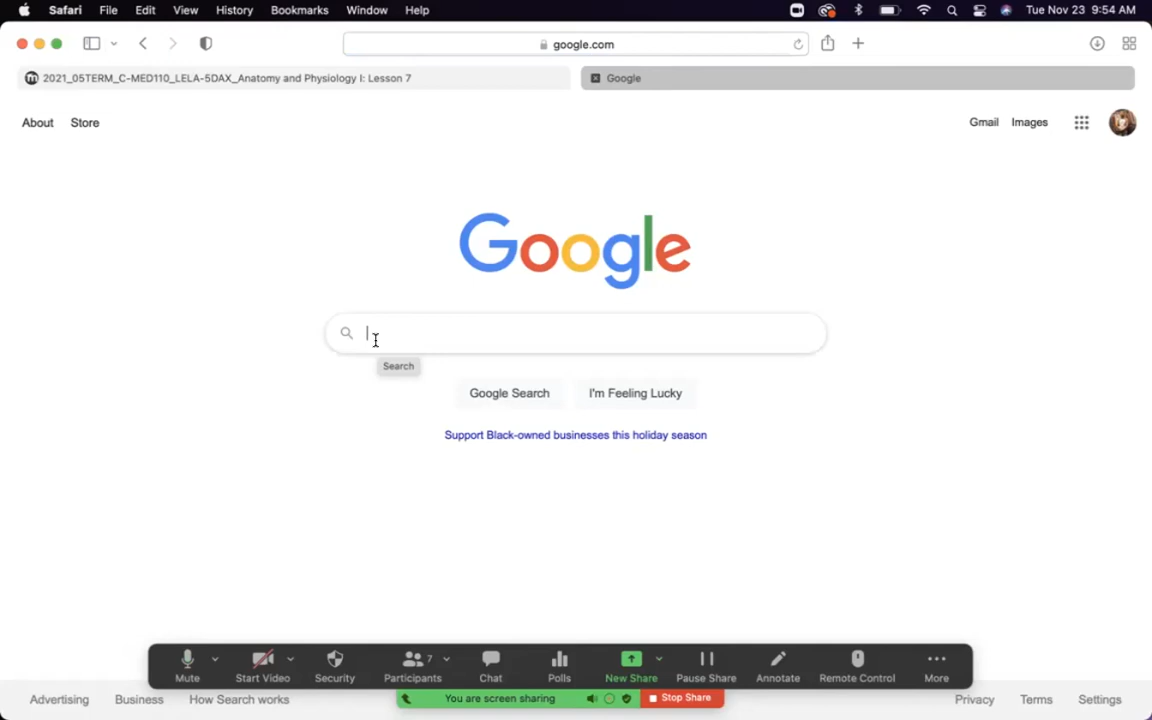 Safari File Edit View History Bookmarks Window Help Tue Nov 23 9:54 AM
google.com
2021_05TERM_C-MED110_LELA-5DAX_Anatomy and Physiology I: Lesson 7 Google
About Store Gmail Images
Google
Search
Google Search I'm Feeling Lucky
Support Black-owned businesses this holiday season
7
Mute Start Video Security Participants Chat Polls New Share Pause Share Annotate Remote Control More
You are screen sharing Stop Share
Advertising Business How Search works Privacy Terms Settings